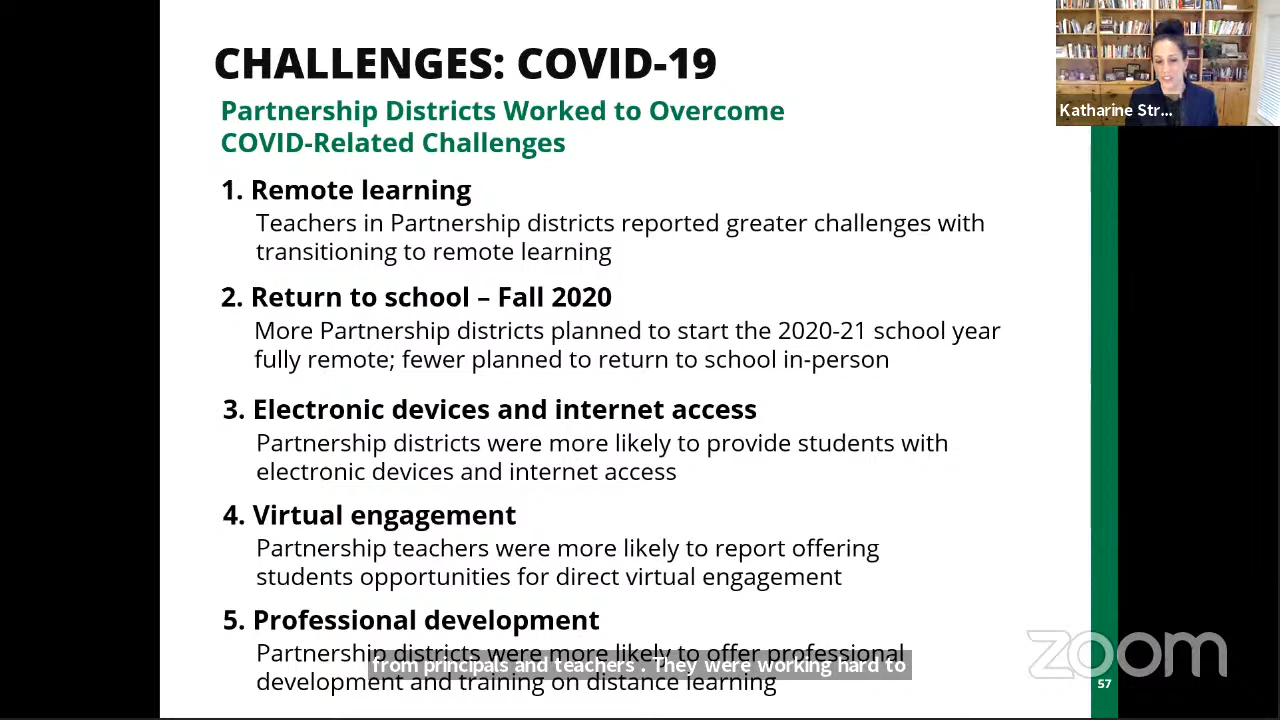 CHALLENGES: COVID-19
Partnership Districts Worked to Overcome
COVID-Related Challenges
1. Remote learning
Teachers in Partnership districts reported greater challenges with
transitioning to remote learning
2. Return to school – Fall 2020
More Partnership districts planned to start the 2020-21 school year
fully remote; fewer planned to return to school in-person
3. Electronic devices and internet access
Partnership districts were more likely to provide students with
electronic devices and internet access
4. Virtual engagement
Partnership teachers were more likely to report offering
students opportunities for direct virtual engagement
5. Professional development
Partnership districts were more likely to offer professional
development and training on distance learning
from principals and teachers . They were working hard to
Katharine Str...
zoom
57